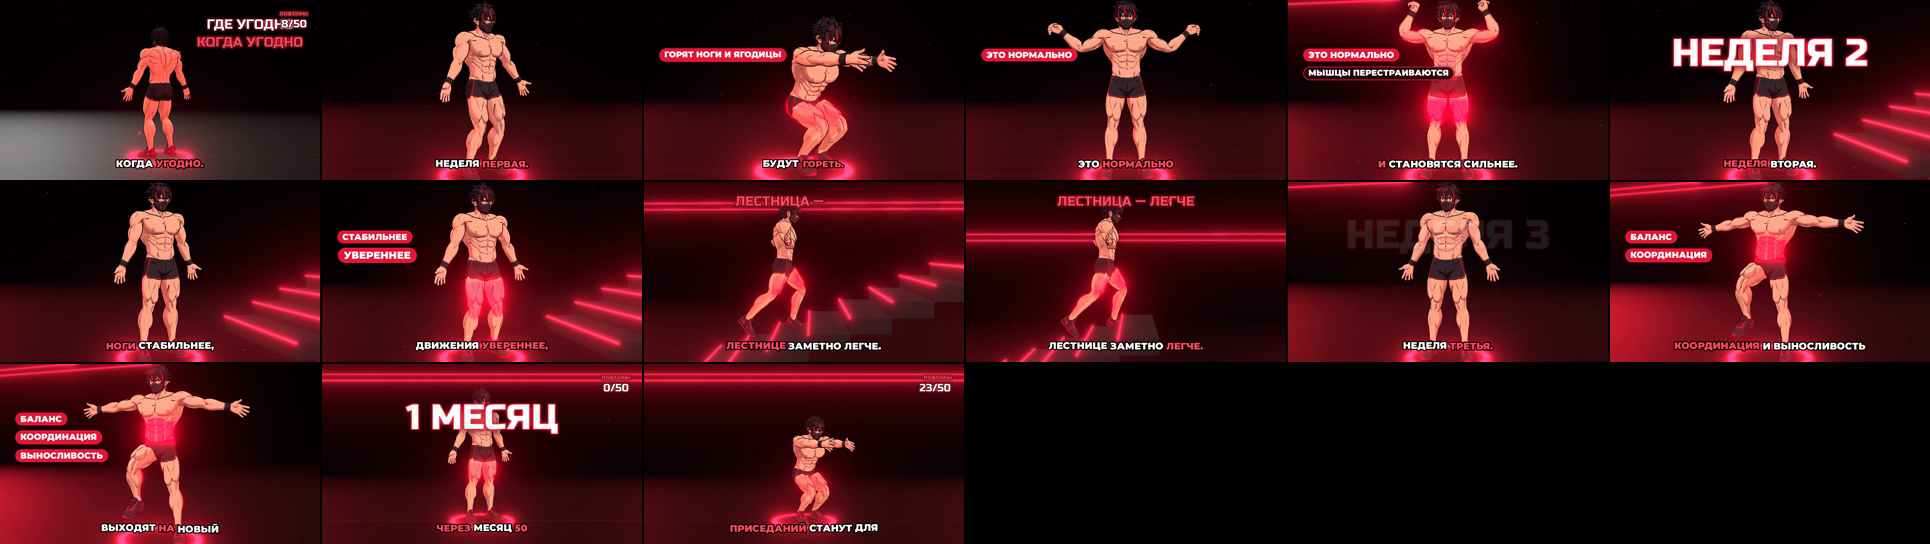 ПОВТОРЫ
ГДЕ УГОДН 8/50
КОГДА УГОДНО
КОГДА УГОДНО.
НЕДЕЛЯ ПЕРВАЯ.
ГОРЯТ НОГИ И ЯГОДИЦЫ
БУДУТ ГОРЕТЬ.
ЭТО НОРМАЛЬНО
ЭТО НОРМАЛЬНО
ЭТО НОРМАЛЬНО
МЫШЦЫ ПЕРЕСТРАИВАЮТСЯ
И СТАНОВЯТСЯ СИЛЬНЕЕ.
НЕДЕЛЯ 2
НЕДЕЛЯ ВТОРАЯ.
НОГИ СТАБИЛЬНЕЕ,
СТАБИЛЬНЕЕ
УВЕРЕННЕЕ
ДВИЖЕНИЯ УВЕРЕННЕЕ,
ЛЕСТНИЦА —
ЛЕСТНИЦЕ ЗАМЕТНО ЛЕГЧЕ.
ЛЕСТНИЦА — ЛЕГЧЕ
ЛЕСТНИЦЕ ЗАМЕТНО ЛЕГЧЕ.
НЕДЕЛЯ 3
НЕДЕЛЯ ТРЕТЬЯ.
БАЛАНС
КООРДИНАЦИЯ
КООРДИНАЦИЯ И ВЫНОСЛИВОСТЬ
БАЛАНС
КООРДИНАЦИЯ
ВЫНОСЛИВОСТЬ
ВЫХОДЯТ НА НОВЫЙ
ПОВТОРЫ
0/50
1 МЕСЯЦ
ЧЕРЕЗ МЕСЯЦ 50
ПОВТОРЫ
23/50
ПРИСЕДАНИЙ СТАНУТ ДЛЯ